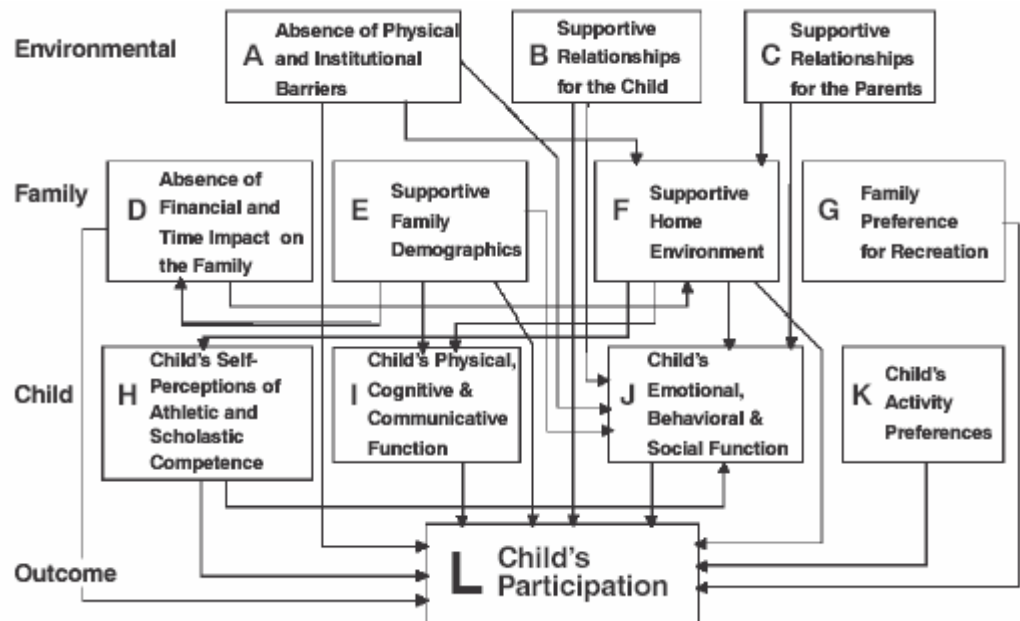 Environmental
A
Absence of Physical
and Institutional
Barriers
B
Supportive
Relationships
for the Child
C
Supportive
Relationships
for the Parents
Family
D
Absence of
Financial and
Time Impact on
the Family
E
Supportive
Family
Demographics
F
Supportive
Home
Environment
G
Family
Preference
for Recreation
Child
H
Child's Self-
Perceptions of
Athletic and
Scholastic
Competence
I
Child's Physical,
Cognitive &
Communicative
Function
J
Child's
Emotional,
Behavioral &
Social Function
K
Child's
Activity
Preferences
Outcome
L
Child's
Participation